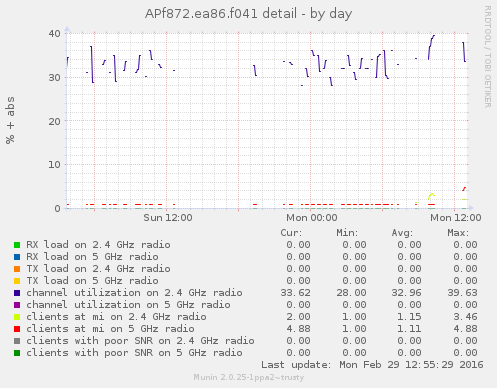 APf872.ea86.f041 detail - by day
RRDTOOL / TOBI OETIKER
% + abs
40
30
20
10
0
Sun 12:00 Mon 00:00 Mon 12:00
Cur: Min: Avg: Max:
RX load on 2.4 GHz radio 0.00 0.00 0.00 0.00
RX load on 5 GHz radio 0.00 0.00 0.00 0.00
TX load on 2.4 GHz radio 0.00 0.00 0.00 0.00
TX load on 5 GHz radio 0.00 0.00 0.00 0.00
channel utilization on 2.4 GHz radio 33.62 28.00 32.96 39.63
channel utilization on 5 GHz radio 0.00 0.00 0.00 0.00
clients at mi on 2.4 GHz radio 2.00 1.00 1.15 3.46
clients at mi on 5 GHz radio 4.88 1.00 1.11 4.88
clients with poor SNR on 2.4 GHz radio 0.00 0.00 0.00 0.00
clients with poor SNR on 5 GHz radio 0.00 0.00 0.00 0.00
Last update: Mon Feb 29 12:55:29 2016
Munin 2.0.25-1ppa2~trusty